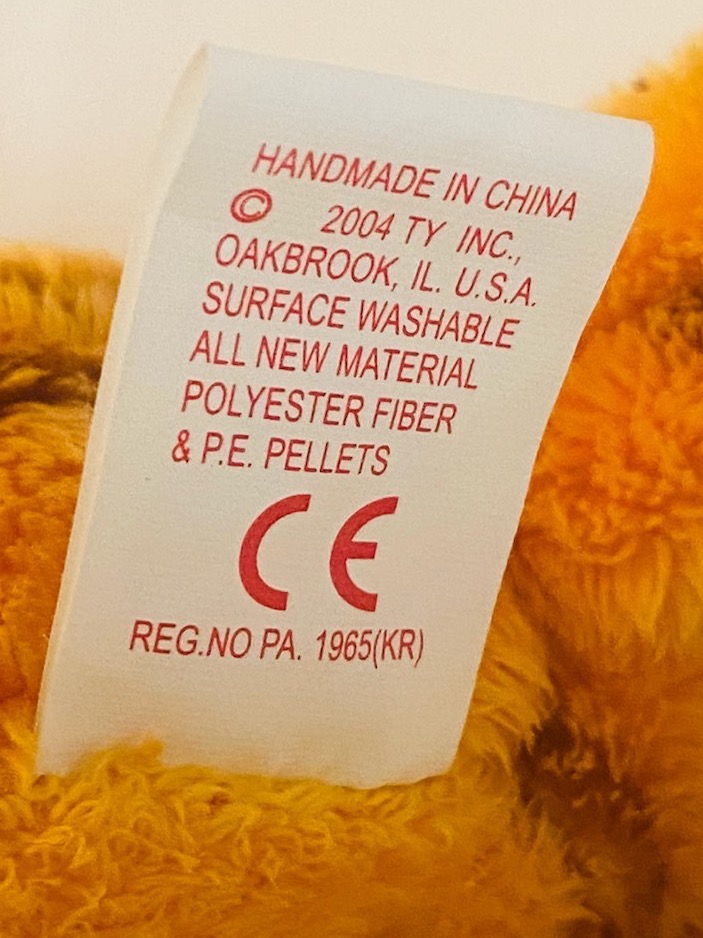 HANDMADE IN CHINA
© 2004 TY INC.,
OAKBROOK, IL. U.S.A.
SURFACE WASHABLE
ALL NEW MATERIAL
POLYESTER FIBER
& P.E. PELLETS
CE
REG.NO PA. 1965(KR)